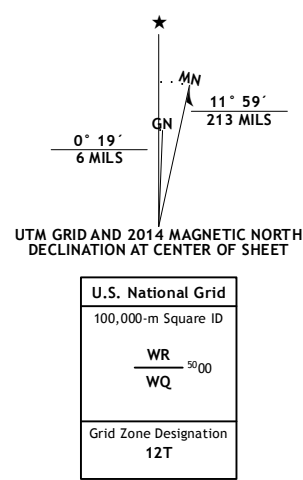 ★
MN
11° 59´
213 MILS
GN
0° 19´
6 MILS
UTM GRID AND 2014 MAGNETIC NORTH
DECLINATION AT CENTER OF SHEET
U.S. National Grid
100,000-m Square ID
WR
5000
WQ
Grid Zone Designation
12T